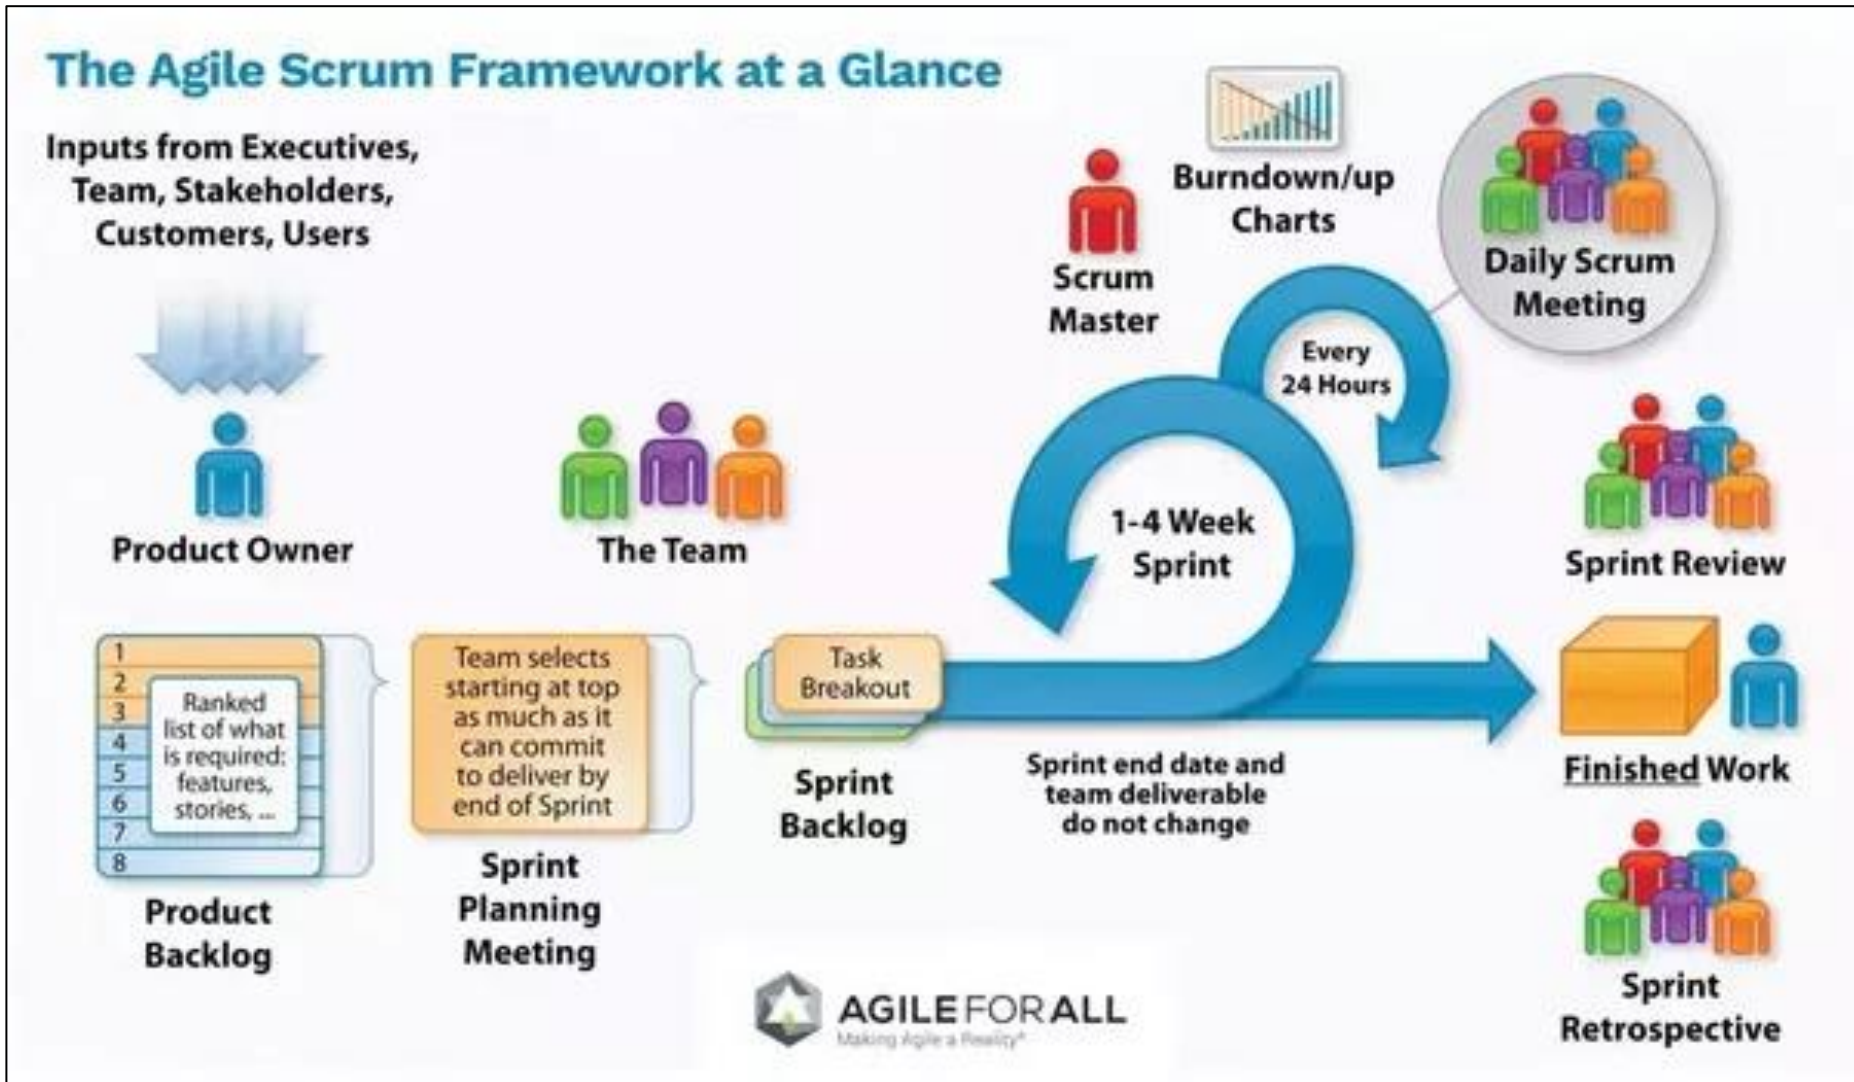 The Agile Scrum Framework at a Glance
Inputs from Executives,
Team, Stakeholders,
Customers, Users
Product Owner
The Team
Scrum
Master
Burndown/up
Charts
Daily Scrum
Meeting
Every
24 Hours
1-4 Week
Sprint
Sprint Review
1
2
3
4
5
6
7
8
Ranked
list of what
is required:
features,
stories, ...
Product
Backlog
Team selects
starting at top
as much as it
can commit
to deliver by
end of Sprint
Sprint
Planning
Meeting
Task
Breakout
Sprint
Backlog
Sprint end date and
team deliverable
do not change
Finished Work
Sprint
Retrospective
AGILEFORALL
Making Agile a Reality®